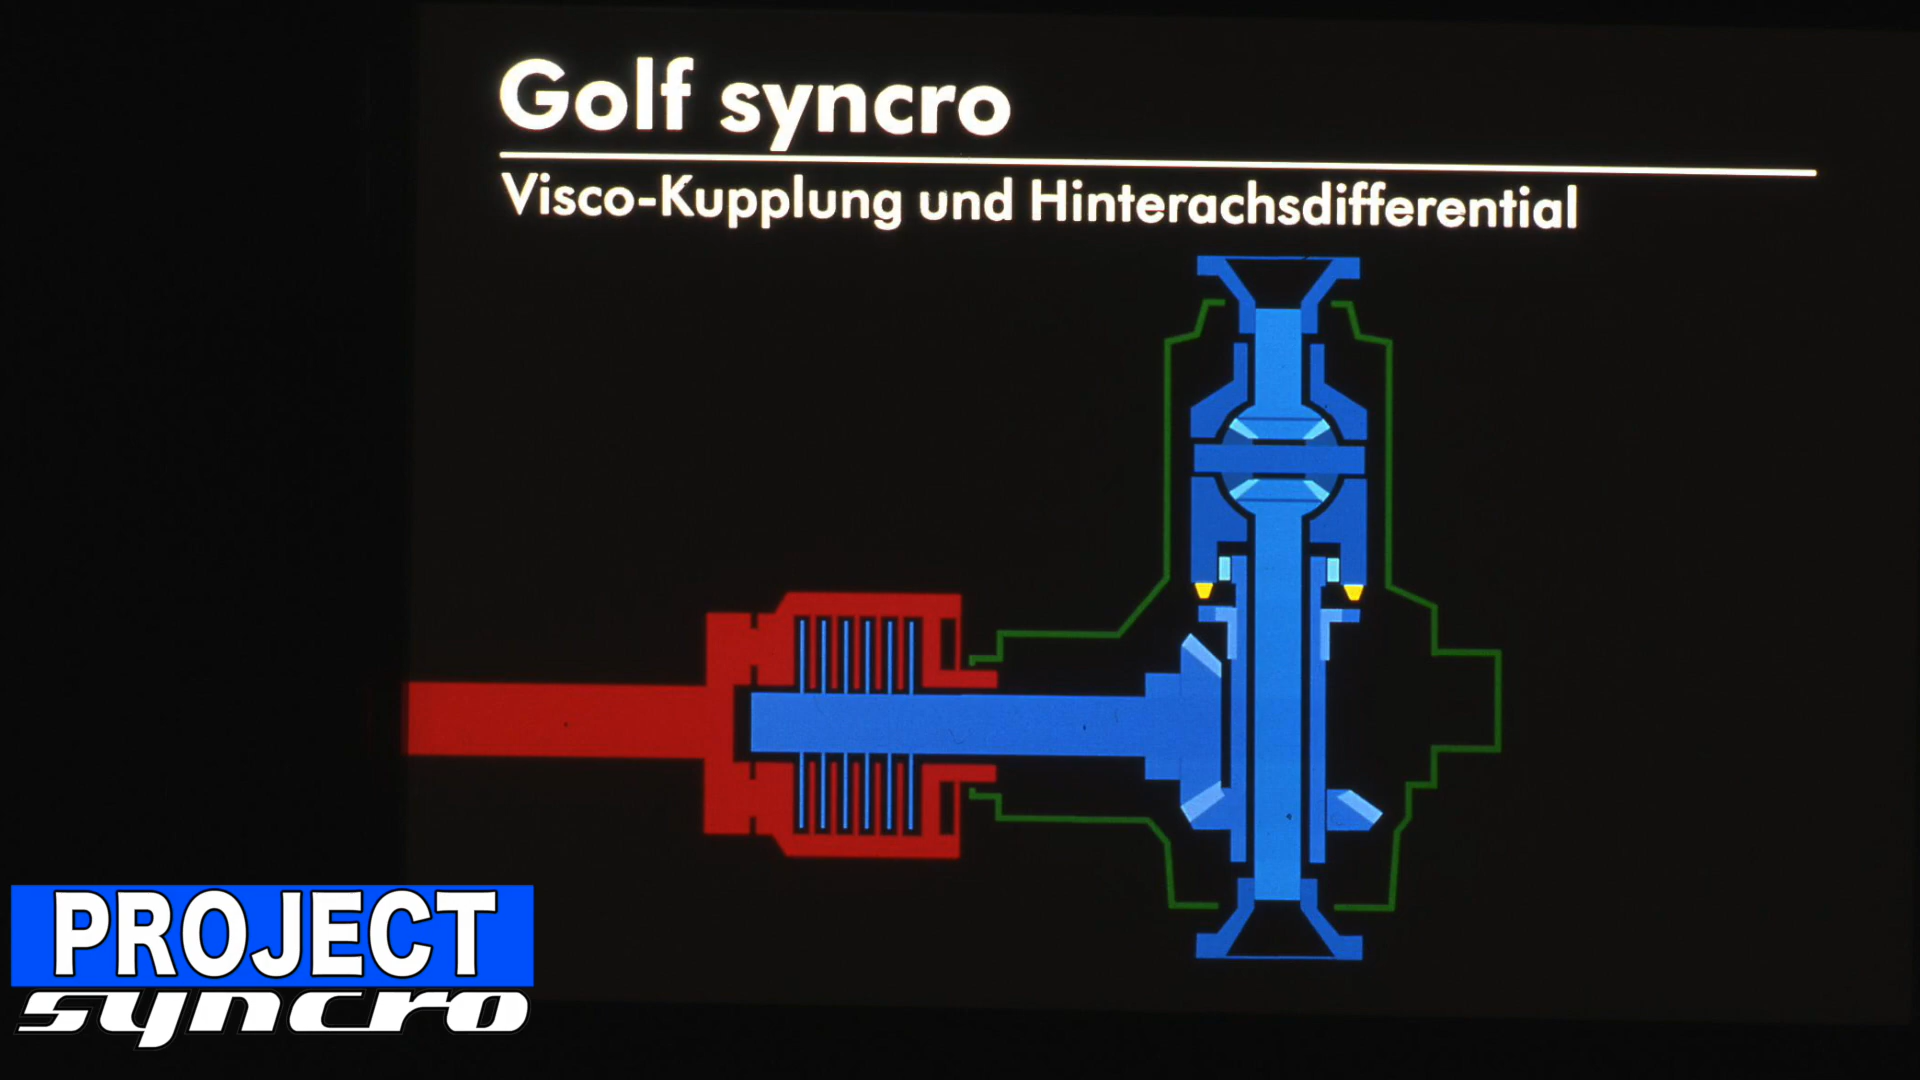 Golf syncro
Visco-Kupplung und Hinterachsdifferential
PROJECT
syncro